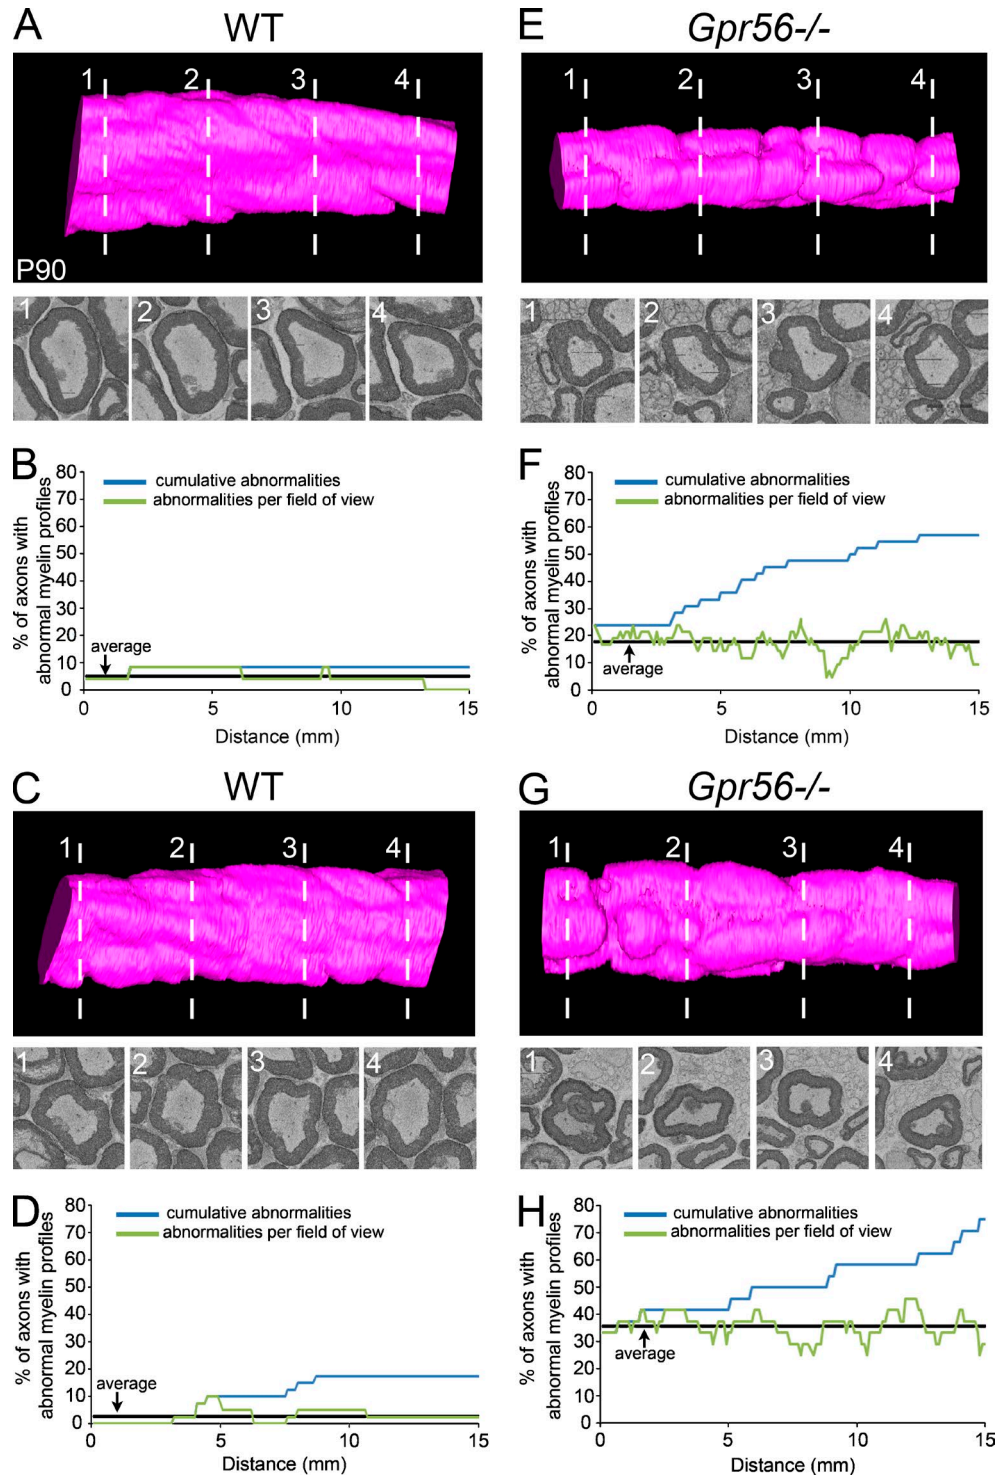 A
WT
1 2 3 4
P90
1 2 3 4
B
cumulative abnormalities
abnormalities per field of view
% of axons with
abnormal myelin profiles
80
70
60
50
40
30
20
10
0
average
0 5 10 15
Distance (mm)
C
WT
1 2 3 4
1 2 3 4
D
cumulative abnormalities
abnormalities per field of view
% of axons with
abnormal myelin profiles
80
70
60
50
40
30
20
10
0
average
0 5 10 15
Distance (mm)
E
Gpr56-/-
1 2 3 4
1 2 3 4
F
cumulative abnormalities
abnormalities per field of view
% of axons with
abnormal myelin profiles
80
70
60
50
40
30
20
10
0
average
0 5 10 15
Distance (mm)
G
Gpr56-/-
1 2 3 4
1 2 3 4
H
cumulative abnormalities
abnormalities per field of view
% of axons with
abnormal myelin profiles
80
70
60
50
40
30
20
10
0
average
0 5 10 15
Distance (mm)